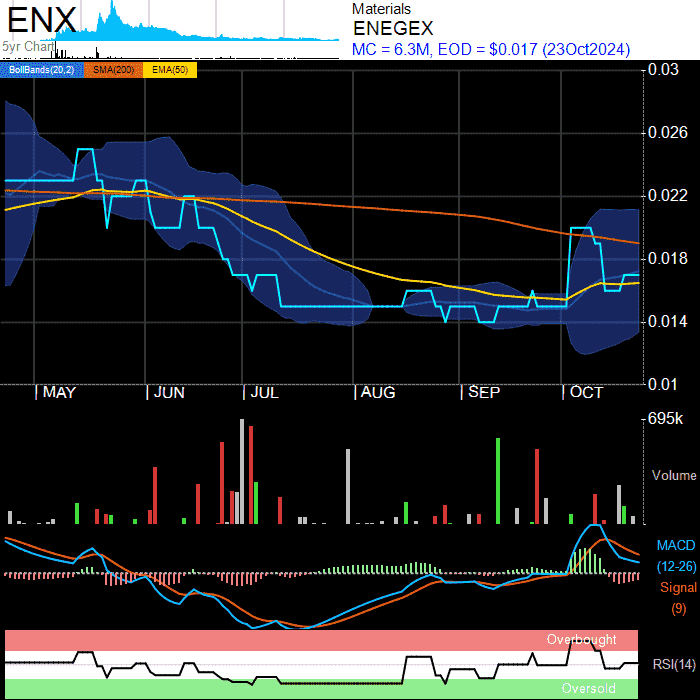 ENX
5yr Chart
Materials
ENEGEX
MC = 6.3M, EOD = $0.017 (23Oct2024)
BollBands(20,2) SMA(200) EMA(50)
0.03
0.026
0.022
0.018
0.014
0.01
MAY JUN JUL AUG SEP OCT
695k
Volume
MACD
(12-26)
Signal
(9)
Overbought
RSI(14)
Oversold